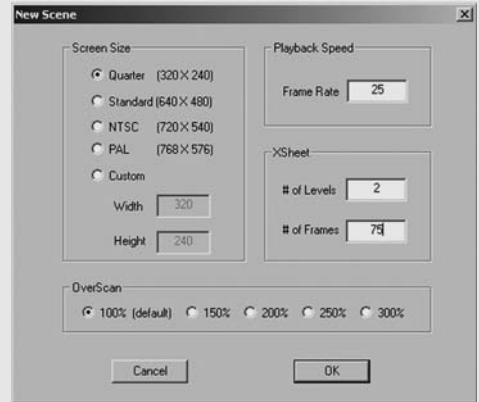 New Scene
Screen Size
Quarter (320 X 240)
Standard (640 X 480)
NTSC (720 X 540)
PAL (768 X 576)
Custom
Width 320
Height 240
Playback Speed
Frame Rate 25
XSheet
# of Levels 2
# of Frames 75
OverScan
100% (default) 150% 200% 250% 300%
Cancel OK